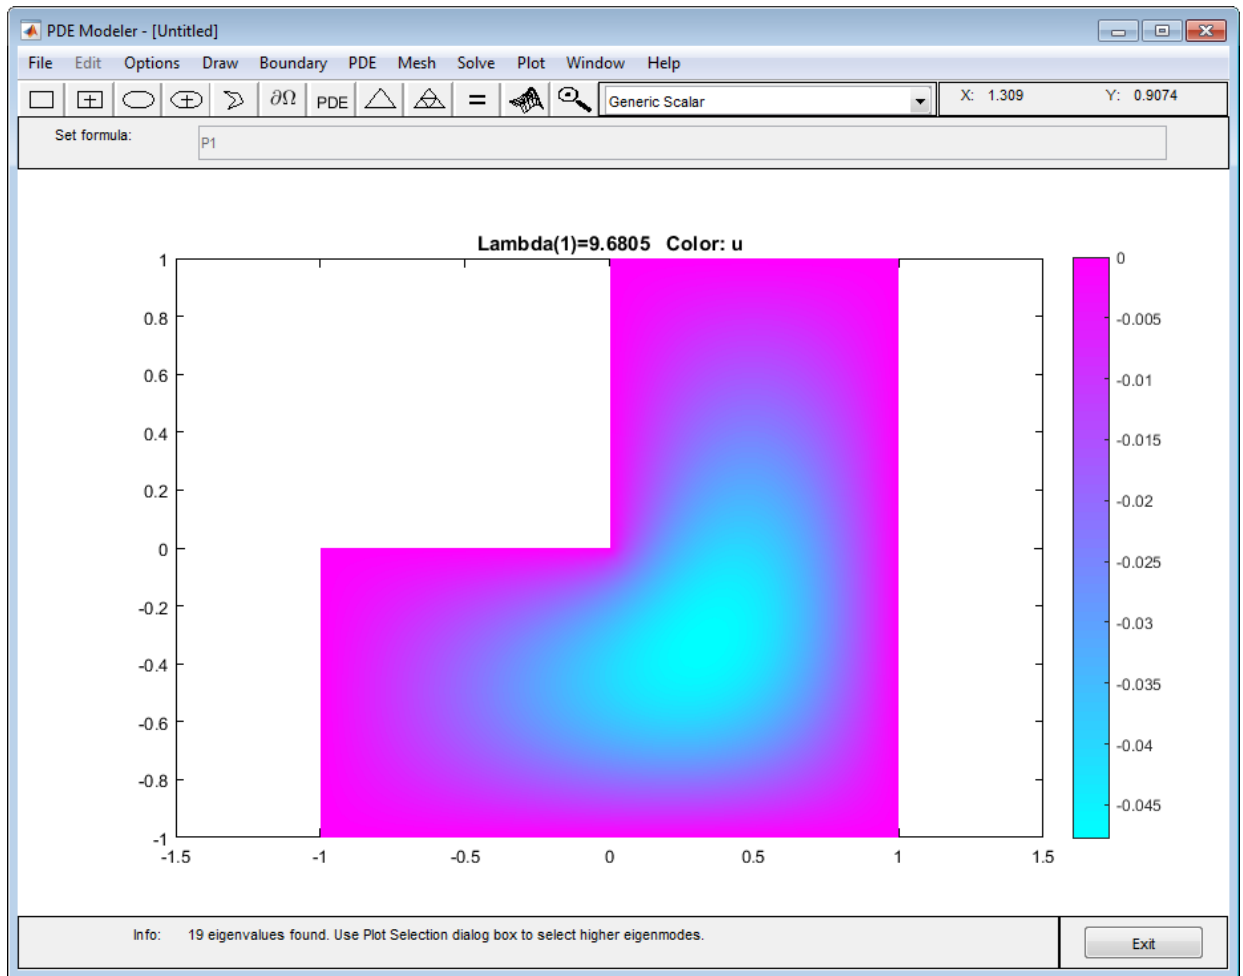 PDE Modeler - [Untitled]
File Edit Options Draw Boundary PDE Mesh Solve Plot Window Help
∂Ω PDE = Generic Scalar X: 1.309 Y: 0.9074
Set formula: P1
Lambda(1)=9.6805 Color: u
1
0.8
0.6
0.4
0.2
0
-0.2
-0.4
-0.6
-0.8
-1
-1.5 -1 -0.5 0 0.5 1 1.5
0
-0.005
-0.01
-0.015
-0.02
-0.025
-0.03
-0.035
-0.04
-0.045
Info: 19 eigenvalues found. Use Plot Selection dialog box to select higher eigenmodes.
Exit